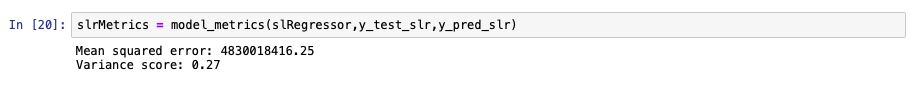 In [20]: slrMetrics = model_metrics(slRegressor,y_test_slr,y_pred_slr)
Mean squared error: 4830018416.25
Variance score: 0.27